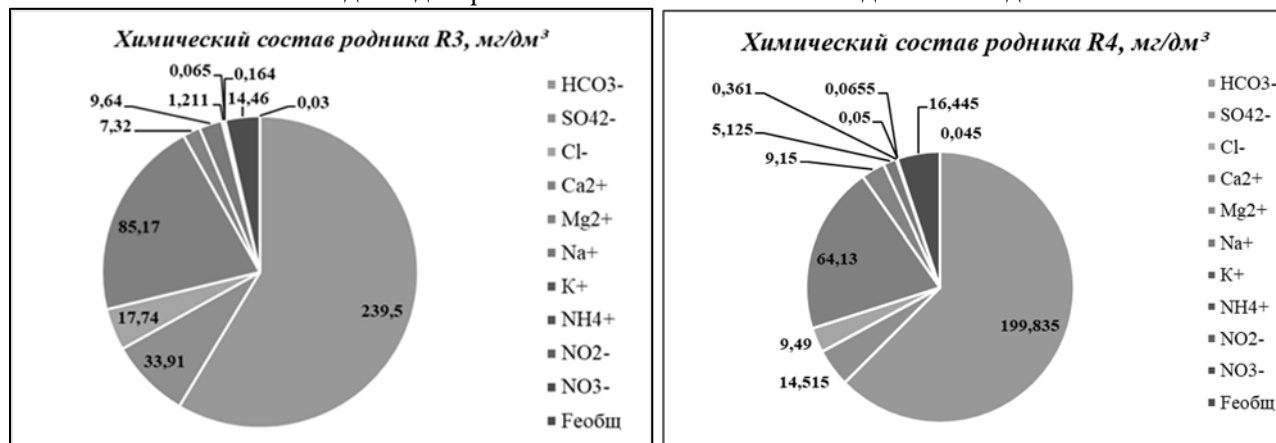 Химический состав родника R3, мг/дм³
0,065
0,164
9,64
1,211
14,46
0,03
7,32
85,17
17,74
33,91
239,5
HCO3-
SO42-
Cl-
Ca2+
Mg2+
Na+
K+
NH4+
NO2-
NO3-
Feобщ
Химический состав родника R4, мг/дм³
0,361
0,0655
16,445
5,125
0,05
0,045
9,15
64,13
9,49
14,515
199,835
HCO3-
SO42-
Cl-
Ca2+
Mg2+
Na+
K+
NH4+
NO2-
NO3-
Feобщ